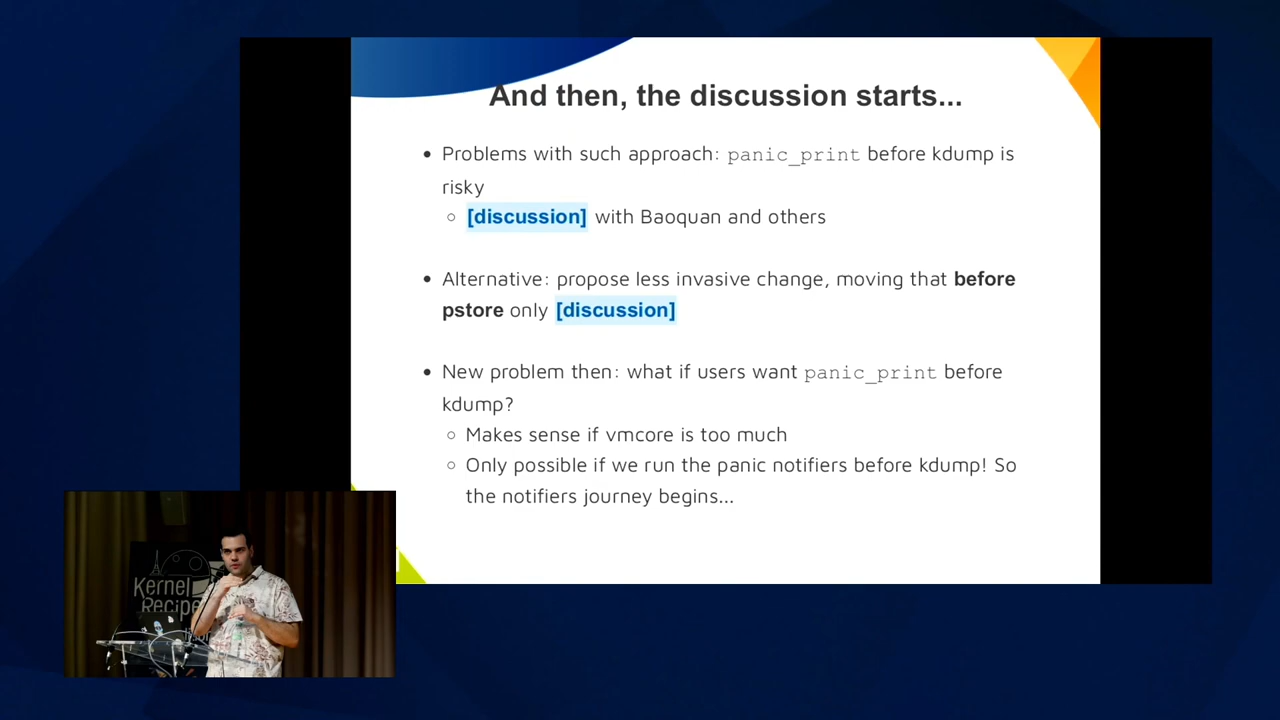 And then, the discussion starts...
• Problems with such approach: panic_print before kdump is
risky
○ [discussion] with Baoquan and others
• Alternative: propose less invasive change, moving that before
pstore only [discussion]
• New problem then: what if users want panic_print before
kdump?
○ Makes sense if vmcore is too much
○ Only possible if we run the panic notifiers before kdump! So
the notifiers journey begins...
Kernel
Recipe